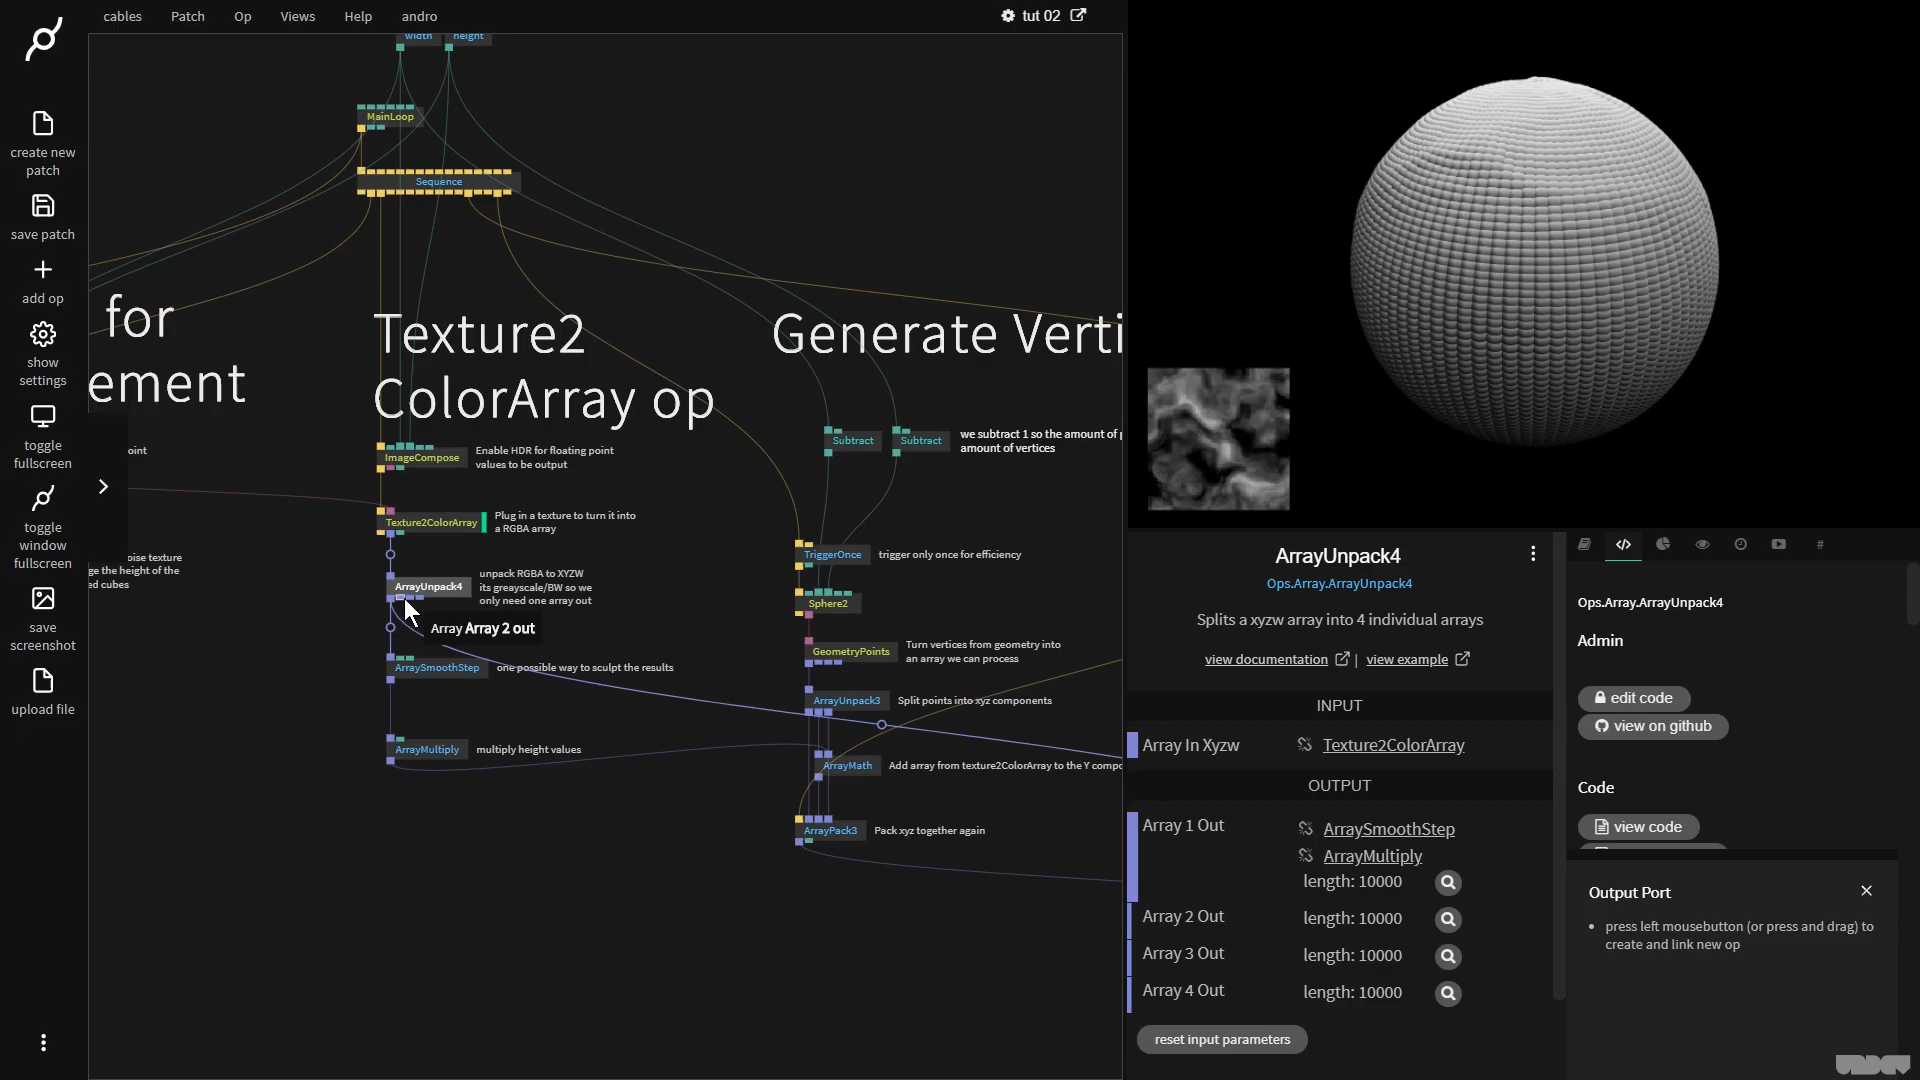 cables
Patch
Op
Views
Help
andro
tut 02
create new
patch
save patch
add op
show
settings
toggle
fullscreen
toggle
window
fullscreen
save
screenshot
upload file
width
height
MainLoop
Sequence
for
ement
oint
oise texture
ge the height of the
ed cubes
Texture2
ColorArray op
ImageCompose
Enable HDR for floating point
values to be output
Texture2ColorArray
Plug in a texture to turn it into
a RGBA array
ArrayUnpack4
unpack RGBA to XYZW
its greayscale/BW so we
only need one array out
Array Array 2 out
ArraySmoothStep
one possible way to sculpt the results
ArrayMultiply
multiply height values
Generate Verti
Subtract
Subtract
we subtract 1 so the amount of p
amount of vertices
TriggerOnce
trigger only once for efficiency
Sphere2
GeometryPoints
Turn vertices from geometry into
an array we can process
ArrayUnpack3
Split points into xyz components
ArrayMath
Add array from texture2ColorArray to the Y compo
ArrayPack3
Pack xyz together again
ArrayUnpack4
Ops.Array.ArrayUnpack4
Splits a xyzw array into 4 individual arrays
view documentation | view example
INPUT
Array In Xyzw
Texture2ColorArray
OUTPUT
Array 1 Out
ArraySmoothStep
ArrayMultiply
length: 10000
Array 2 Out
length: 10000
Array 3 Out
length: 10000
Array 4 Out
length: 10000
reset input parameters
#
Ops.Array.ArrayUnpack4
Admin
edit code
view on github
Code
view code
Output Port
press left mousebutton (or press and drag) to
create and link new op